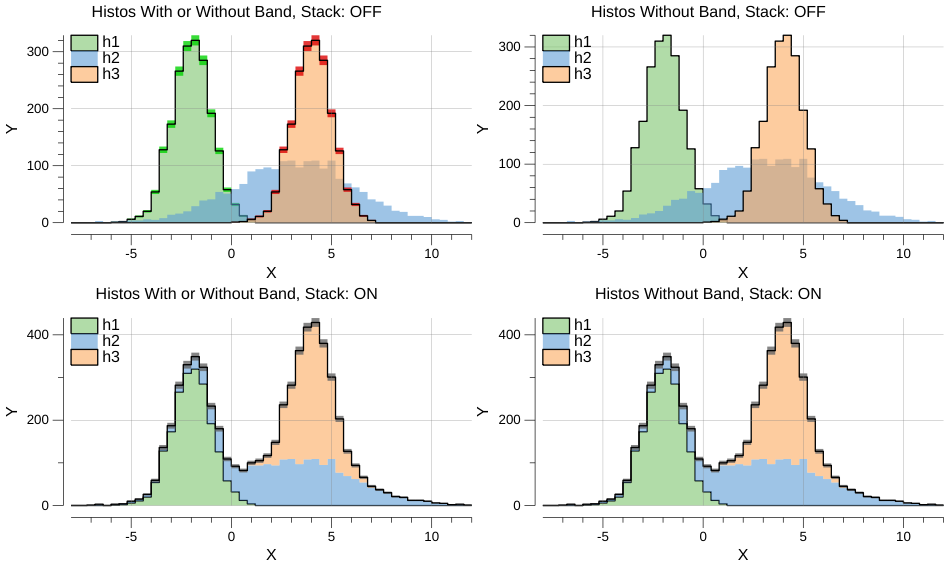 Histos With or Without Band, Stack: OFF
h1
h2
h3
300
200
100
0
Y
-5
0
5
10
X
Histos Without Band, Stack: OFF
h1
h2
h3
300
200
100
0
Y
-5
0
5
10
X
Histos With or Without Band, Stack: ON
h1
h2
h3
400
200
0
Y
-5
0
5
10
X
Histos Without Band, Stack: ON
h1
h2
h3
400
200
0
Y
-5
0
5
10
X